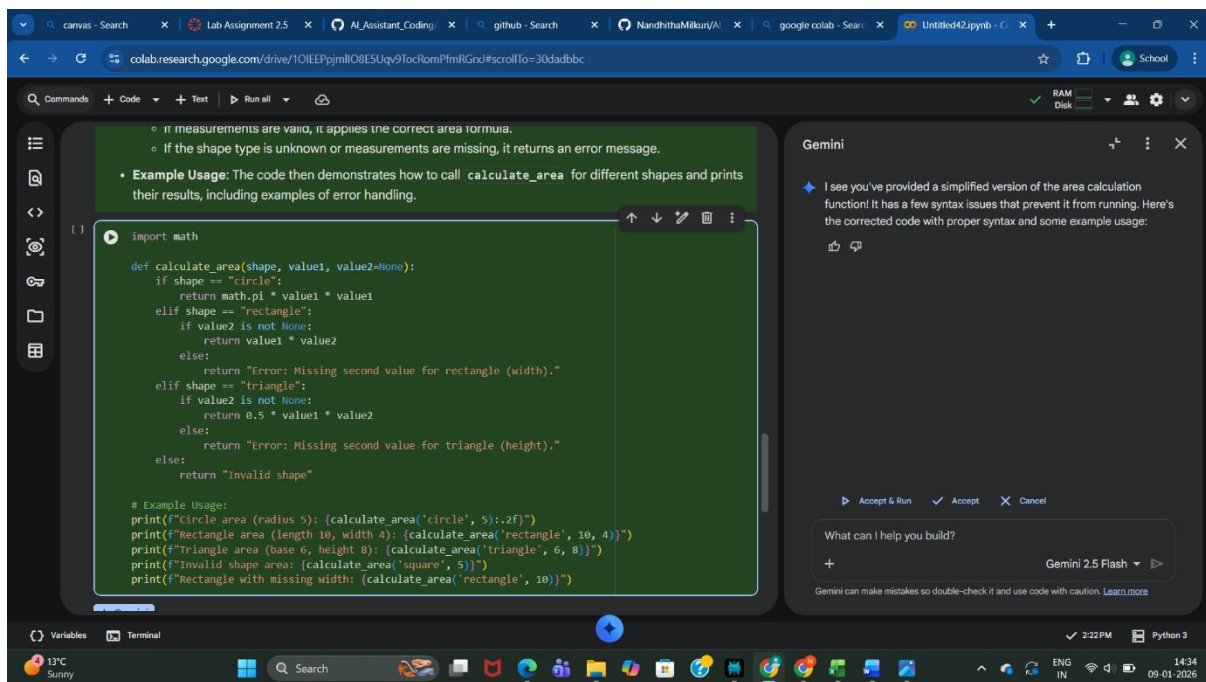 canvas - Search
Lab Assignment 2.5
AI_Assistant_Coding/
github - Search
NandhithaMilkuri/AI_
google colab - Searc
Untitled42.ipynb - Co
colab.research.google.com/drive/1OlEEPpjmIlO8E5Uqv9TocRomPfmRGrxJ#scrollTo=30dadbbc
School
Commands
+ Code
+ Text
Run all
RAM
Disk
If measurements are valid, it applies the correct area formula.
If the shape type is unknown or measurements are missing, it returns an error message.
• Example Usage: The code then demonstrates how to call calculate_area for different shapes and prints
their results, including examples of error handling.
[ ]
import math
def calculate_area(shape, value1, value2=None):
if shape == "circle":
return math.pi * value1 * value1
elif shape == "rectangle":
if value2 is not None:
return value1 * value2
else:
return "Error: Missing second value for rectangle (width)."
elif shape == "triangle":
if value2 is not None:
return 0.5 * value1 * value2
else:
return "Error: Missing second value for triangle (height)."
else:
return "Invalid shape"
# Example Usage:
print(f"Circle area (radius 5): {calculate_area('circle', 5):.2f}")
print(f"Rectangle area (length 10, width 4): {calculate_area('rectangle', 10, 4)}")
print(f"Triangle area (base 6, height 8): {calculate_area('triangle', 6, 8)}")
print(f"Invalid shape area: {calculate_area('square', 5)}")
print(f"Rectangle with missing width: {calculate_area('rectangle', 10)}")
Gemini
I see you've provided a simplified version of the area calculation
function! It has a few syntax issues that prevent it from running. Here's
the corrected code with proper syntax and some example usage:
Accept & Run
Accept
Cancel
What can I help you build?
Gemini 2.5 Flash
Gemini can make mistakes so double-check it and use code with caution. Learn more
Variables
Terminal
2:22 PM
Python 3
4
13°C
Sunny
Search
ENG
IN
14:34
09-01-2026